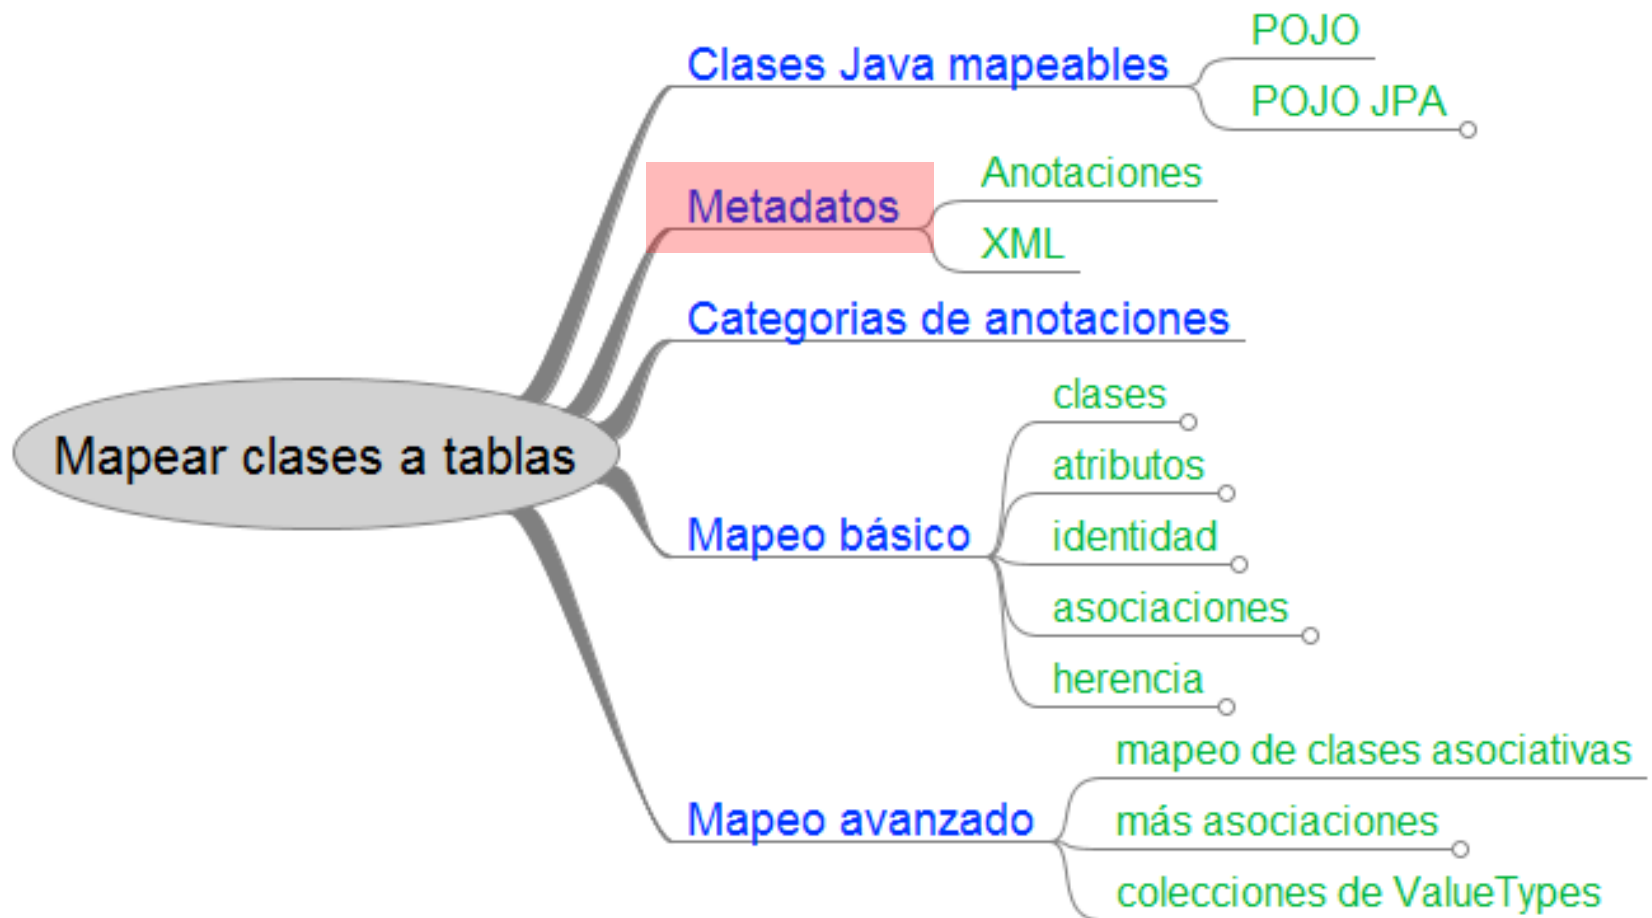 Mapear clases a tablas
Clases Java mapeables
POJO
POJO JPA
Metadatos
Anotaciones
XML
Categorias de anotaciones
Mapeo básico
clases
atributos
identidad
asociaciones
herencia
Mapeo avanzado
mapeo de clases asociativas
más asociaciones
colecciones de ValueTypes